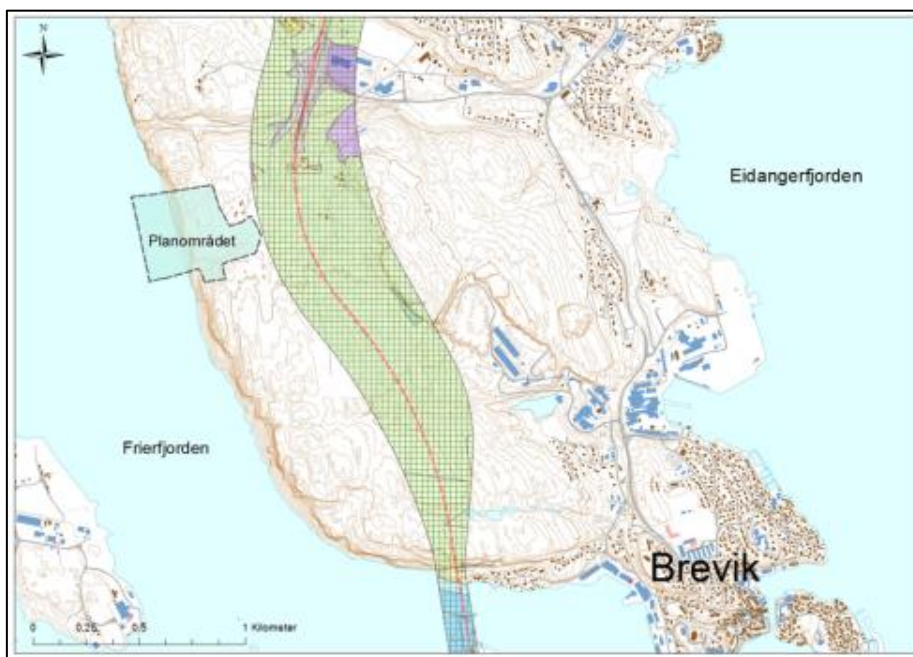 N
Eidangerfjorden
Planområdet
Frierfjorden
Brevik
0 0.25 0.5 1 Kilometer